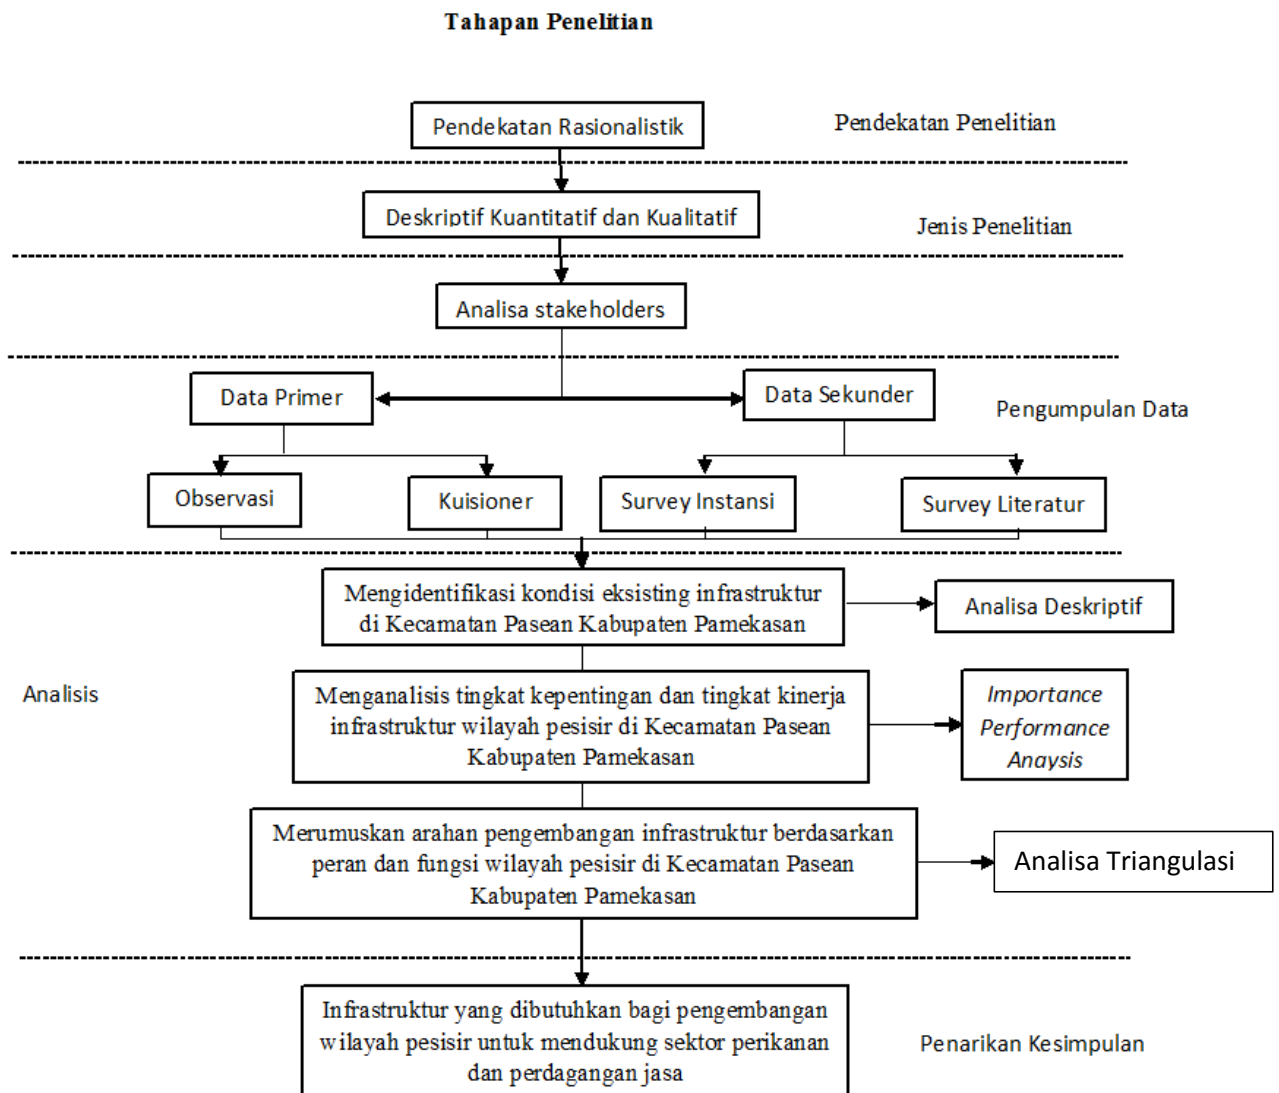 Tahapan Penelitian
Pendekatan Rasionalistik
Pendekatan Penelitian
Deskriptif Kuantitatif dan Kualitatif
Jenis Penelitian
Analisa stakeholders
Data Primer
Data Sekunder
Pengumpulan Data
Observasi
Kuisioner
Survey Instansi
Survey Literatur
Mengidentifikasi kondisi eksisting infrastruktur
di Kecamatan Pasean Kabupaten Pamekasan
Analisa Deskriptif
Analisis
Menganalisis tingkat kepentingan dan tingkat kinerja
infrastruktur wilayah pesisir di Kecamatan Pasean
Kabupaten Pamekasan
Importance
Performance
Anaysis
Merumuskan arahan pengembangan infrastruktur berdasarkan
peran dan fungsi wilayah pesisir di Kecamatan Pasean
Kabupaten Pamekasan
Analisa Triangulasi
Infrastruktur yang dibutuhkan bagi pengembangan
wilayah pesisir untuk mendukung sektor perikanan
dan perdagangan jasa
Penarikan Kesimpulan